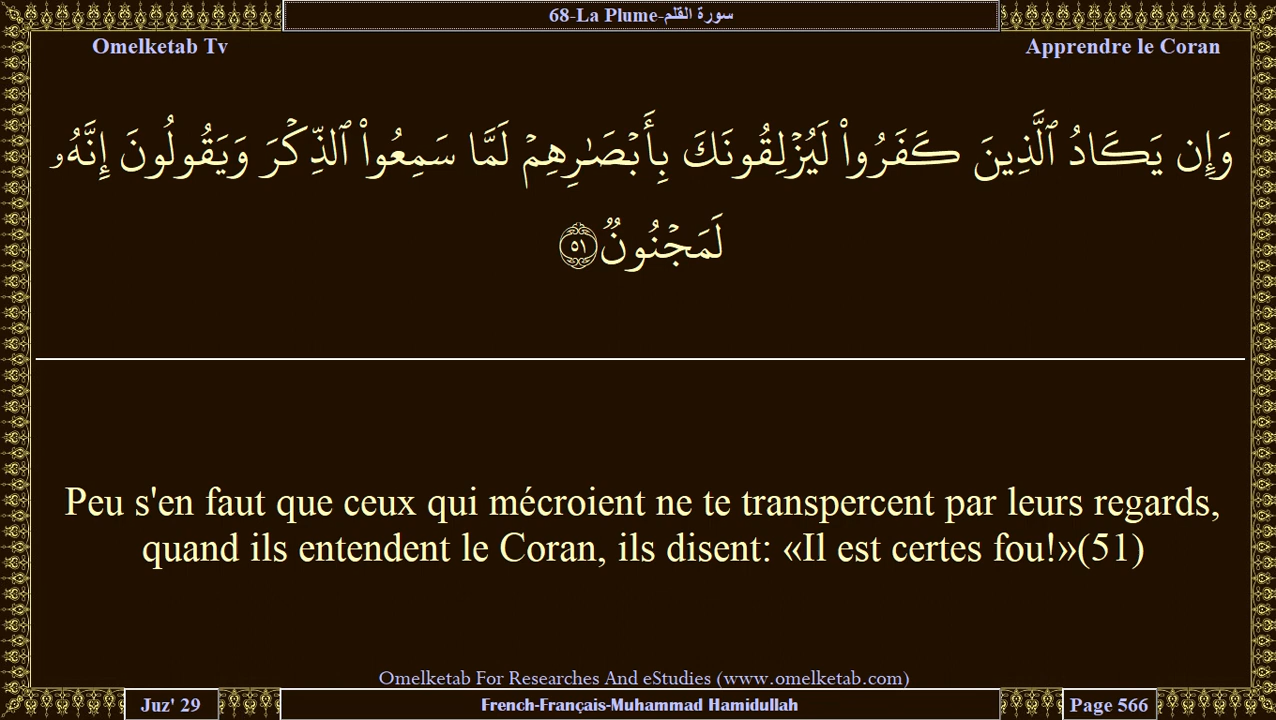 68-La Plume-سورة القلم
Omelketab Tv
Apprendre le Coran
وَإِن يَكَادُ ٱلَّذِينَ كَفَرُوا۟ لَيُزْلِقُونَكَ بِأَبْصَـٰرِهِمْ لَمَّا سَمِعُوا۟ ٱلذِّكْرَ وَيَقُولُونَ إِنَّهُۥ
لَمَجْنُونٌ ٥١
Peu s'en faut que ceux qui mécroient ne te transpercent par leurs regards,
quand ils entendent le Coran, ils disent: «Il est certes fou!»(51)
Omelketab For Researches And eStudies (www.omelketab.com)
Juz' 29
French-Français-Muhammad Hamidullah
Page 566